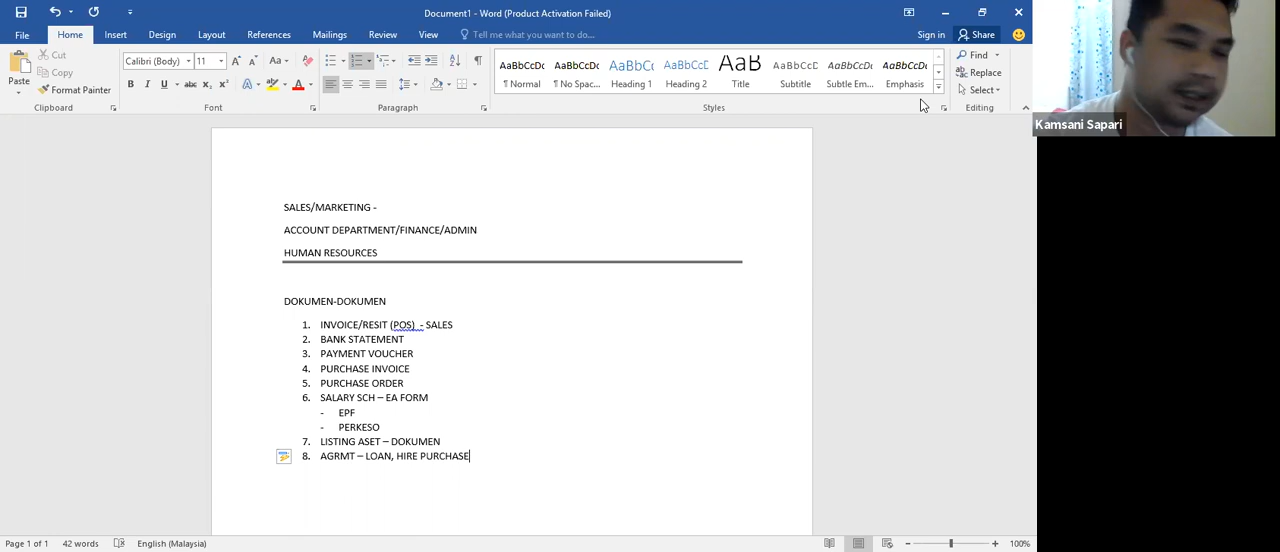 Document1 - Word (Product Activation Failed)
File Home Insert Design Layout References Mailings Review View Tell me what you want to do... Sign in Share
Cut
Copy
Format Painter
Paste
Clipboard
Calibri (Body) 11
Font
Paragraph
AaBbCcDc AaBbCcDc AaBbCc AaBbCcD AaB AaBbCcD AaBbCcDc AaBbCcDc
¶ Normal ¶ No Spac... Heading 1 Heading 2 Title Subtitle Subtle Em... Emphasis
Styles
Find
Replace
Select
Editing
Kamsani Sapari
SALES/MARKETING -
ACCOUNT DEPARTMENT/FINANCE/ADMIN
HUMAN RESOURCES
DOKUMEN-DOKUMEN
1. INVOICE/RESIT (POS) - SALES
2. BANK STATEMENT
3. PAYMENT VOUCHER
4. PURCHASE INVOICE
5. PURCHASE ORDER
6. SALARY SCH – EA FORM
- EPF
- PERKESO
7. LISTING ASET – DOKUMEN
8. AGRMT – LOAN, HIRE PURCHASE
Page 1 of 1 42 words English (Malaysia) 100%